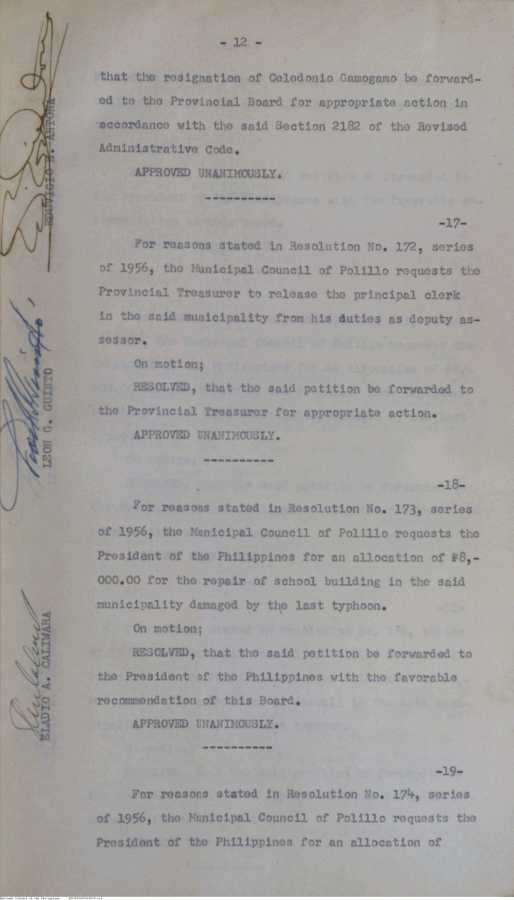 - 12 -
that the resignation of Celedonio Gamogamo be forward-
ed to the Provincial Board for appropriate action in
accordance with the said Section 2182 of the Revised
Administrative Code.
APPROVED UNANIMOUSLY.
----------
-17-
For reasons stated in Resolution No. 172, series
of 1956, the Municipal Council of Polillo requests the
Provincial Treasurer to release the principal clerk
in the said municipality from his duties as deputy as-
sessor.
On motion;
RESOLVED, that the said petition be forwarded to
the Provincial Treasurer for appropriate action.
APPROVED UNANIMOUSLY.
----------
-18-
For reasons stated in Resolution No. 173, series
of 1956, the Municipal Council of Polillo requests the
President of the Philippines for an allocation of ₱8,-
000.00 for the repair of school building in the said
municipality damaged by the last typhoon.
On motion;
RESOLVED, that the said petition be forwarded to
the President of the Philippines with the favorable
recommendation of this Board.
APPROVED UNANIMOUSLY.
----------
-19-
For reasons stated in Resolution No. 174, series
of 1956, the Municipal Council of Polillo requests the
President of the Philippines for an allocation of
LEON G. GUINTO
ELADIO A. CALIWARA